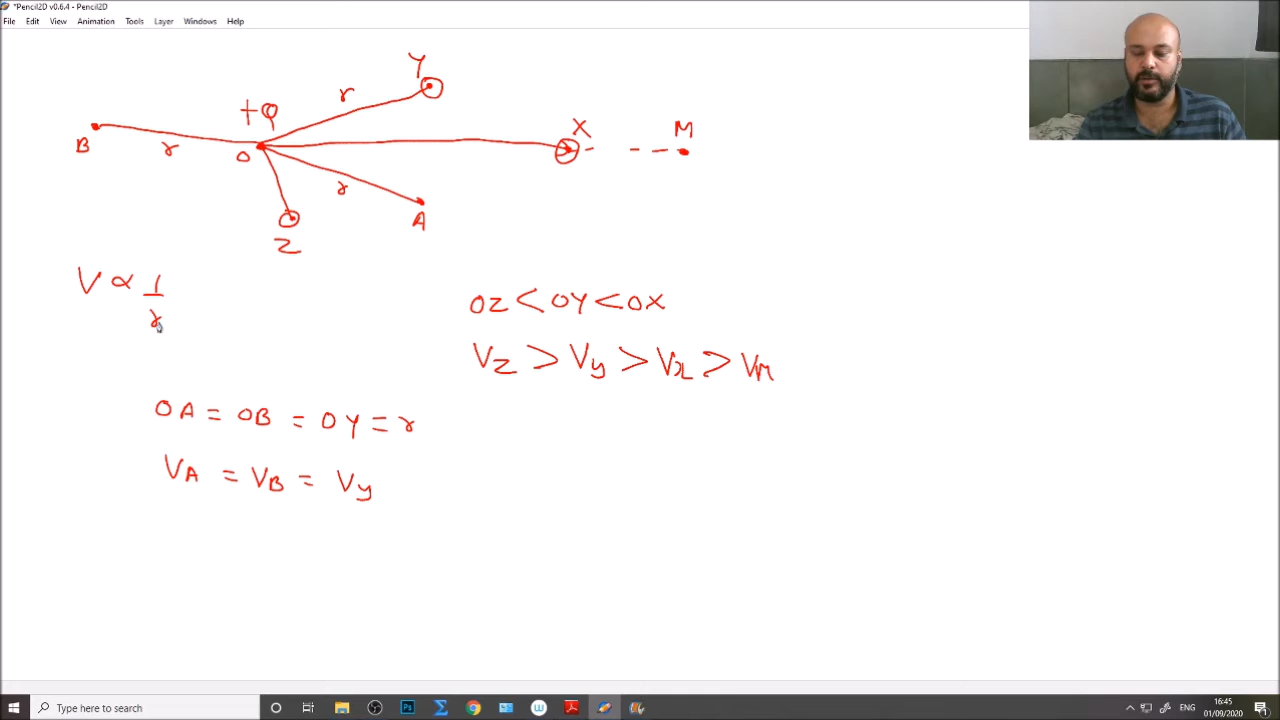 *Pencil2D v0.6.4 - Pencil2D
File Edit View Animation Tools Layer Windows Help
Y
+Q
r
X
M
B
r
O
r
A
Z
V ∝ 1/r
OZ < OY < OX
VZ > Vy > Vx > VM
OA = OB = OY = r
VA = VB = Vy
Type here to search
ENG
16:45
01/09/2020